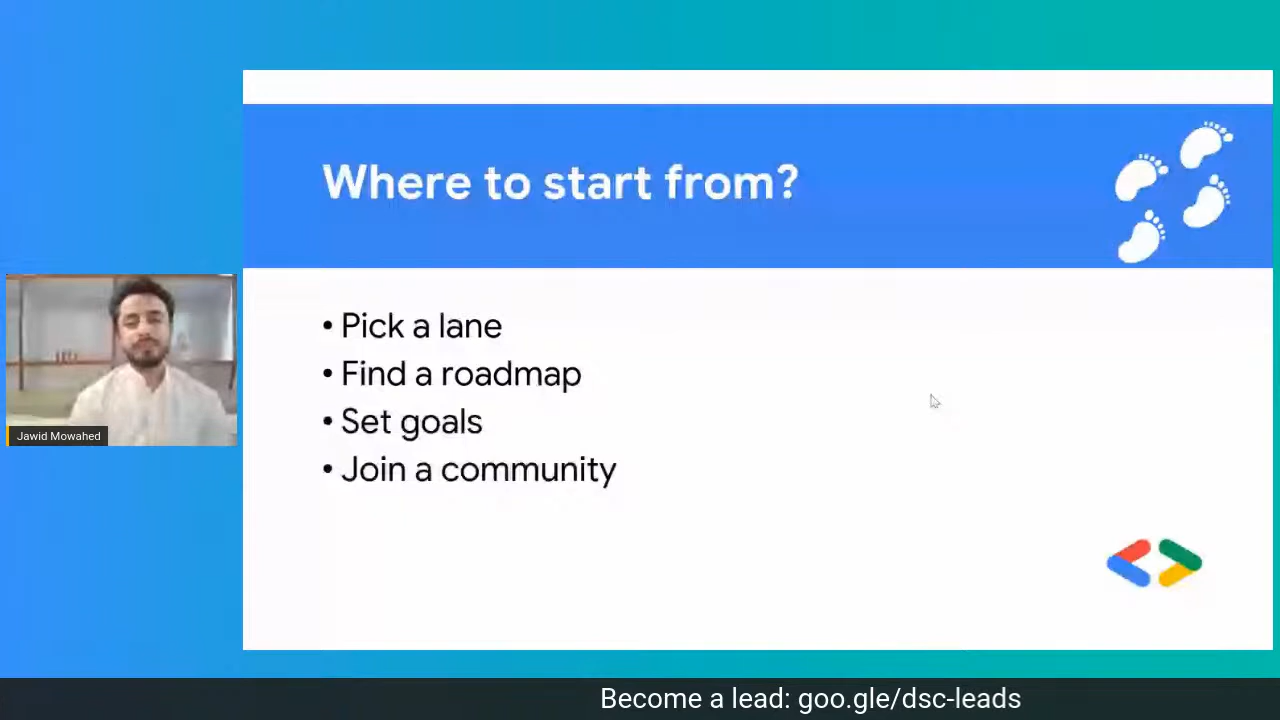 Where to start from?
• Pick a lane
• Find a roadmap
• Set goals
• Join a community
Jawid Mowahed
Become a lead: goo.gle/dsc-leads